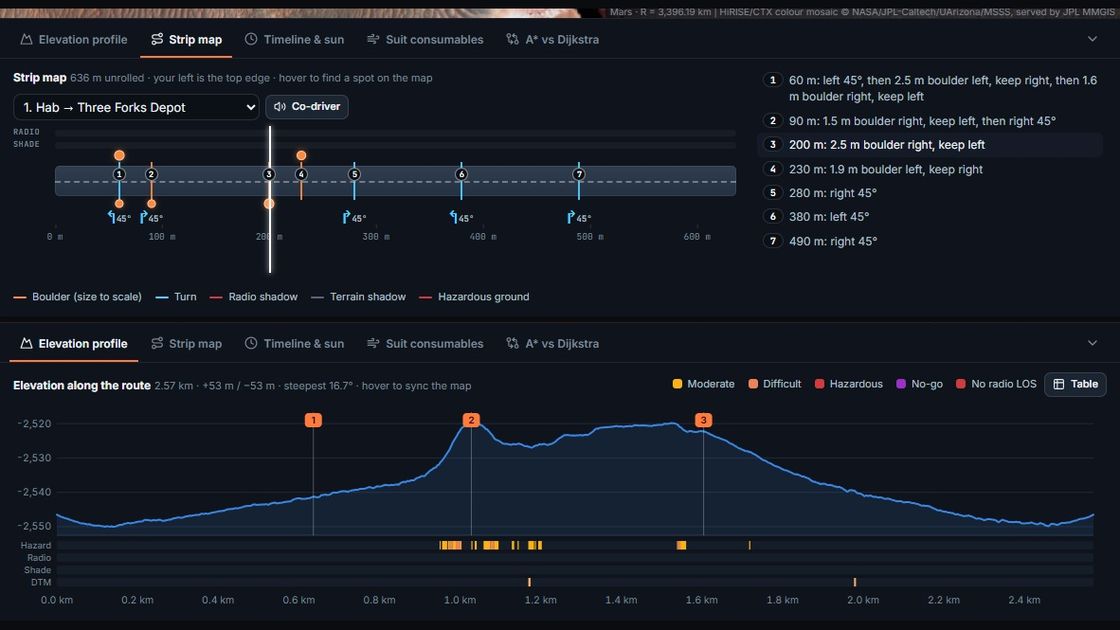 Mars · R = 3,396.19 km | HiRISE/CTX colour mosaic © NASA/JPL-Caltech/UArizona/MSSS, served by JPL MMGIS
Elevation profile Strip map Timeline & sun Suit consumables A* vs Dijkstra
Strip map 636 m unrolled · your left is the top edge · hover to find a spot on the map
1. Hab → Three Forks Depot Co-driver
RADIO
SHADE
1 2 3 4 5 6 7
45° 45° 45° 45° 45°
0 m 100 m 200 m 300 m 400 m 500 m 600 m
Boulder (size to scale) Turn Radio shadow Terrain shadow Hazardous ground
1 60 m: left 45°, then 2.5 m boulder left, keep right, then 1.6
m boulder right, keep left
2 90 m: 1.5 m boulder right, keep left, then right 45°
3 200 m: 2.5 m boulder right, keep left
4 230 m: 1.9 m boulder left, keep right
5 280 m: right 45°
6 380 m: left 45°
7 490 m: right 45°
Elevation profile Strip map Timeline & sun Suit consumables A* vs Dijkstra
Elevation along the route 2.57 km · +53 m / −53 m · steepest 16.7° · hover to sync the map
Moderate Difficult Hazardous No-go No radio LOS Table
1 2 3
-2,520
-2,530
-2,540
-2,550
Hazard
Radio
Shade
DTM
0.0 km 0.2 km 0.4 km 0.6 km 0.8 km 1.0 km 1.2 km 1.4 km 1.6 km 1.8 km 2.0 km 2.2 km 2.4 km